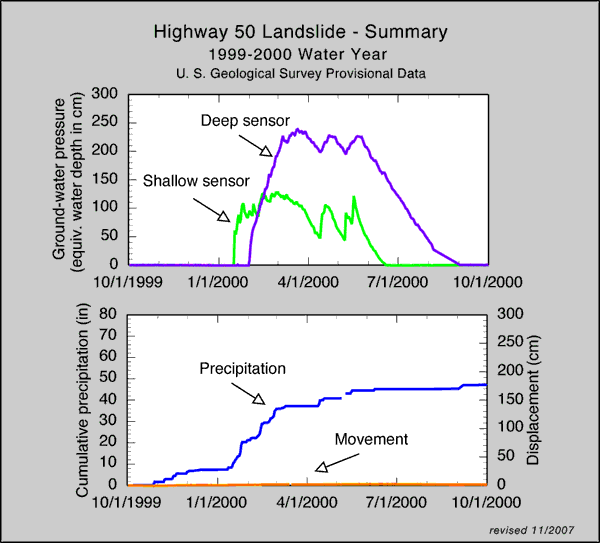 Highway 50 Landslide - Summary
1999-2000 Water Year
U. S. Geological Survey Provisional Data
Ground-water pressure
(equiv. water depth in cm)
300
250
200
150
100
50
0
Deep sensor
Shallow sensor
10/1/1999 1/1/2000 4/1/2000 7/1/2000 10/1/2000
Cumulative precipitation (in)
80
70
60
50
40
30
20
10
0
Precipitation
Movement
300
250
200
150
100
50
0
Displacement (cm)
10/1/1999 1/1/2000 4/1/2000 7/1/2000 10/1/2000
revised 11/2007